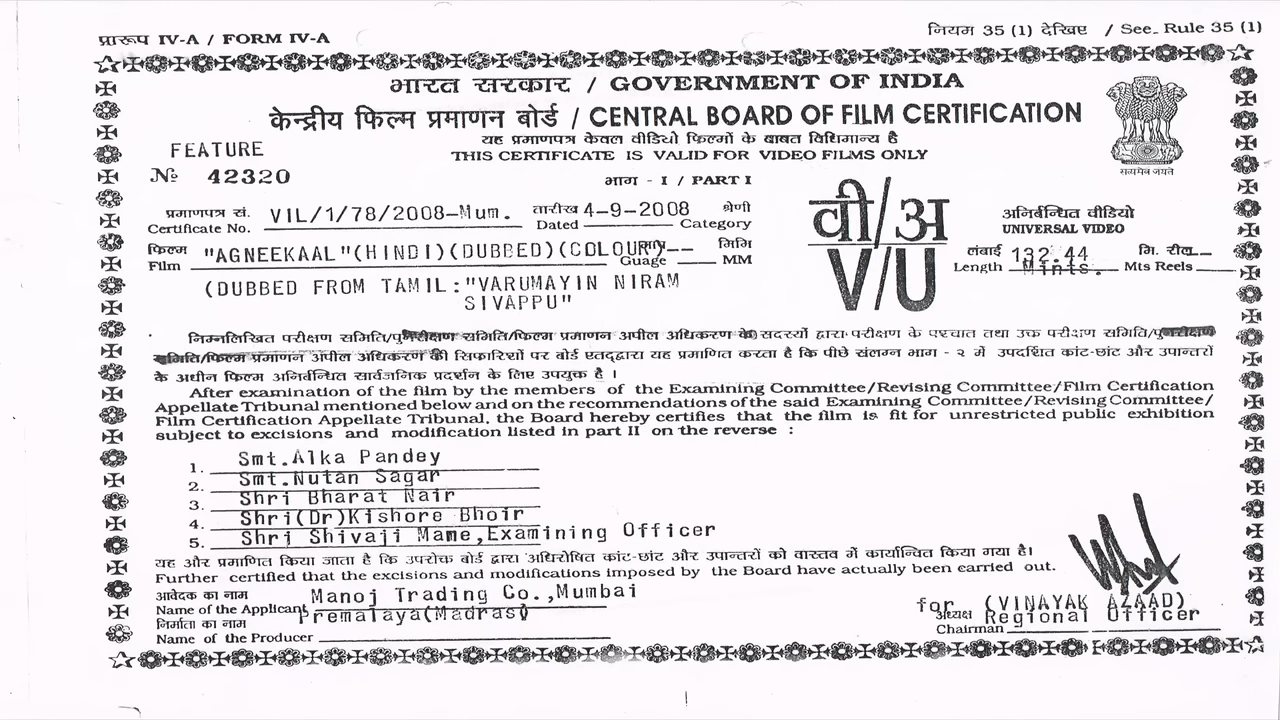 प्रारूप IV-A / FORM IV-A
नियम 35 (1) देखिए / See. Rule 35 (1)
भारत सरकार / GOVERNMENT OF INDIA
केन्द्रीय फिल्म प्रमाणन बोर्ड / CENTRAL BOARD OF FILM CERTIFICATION
यह प्रमाणपत्र केवल वीडियो फिल्मों के बाबत विधिमान्य है
THIS CERTIFICATE IS VALID FOR VIDEO FILMS ONLY
सत्यमेव जयते
FEATURE
№ 42320
भाग - I / PART I
वी/अ
V/U
प्रमाणपत्र सं. VIL/1/78/2008-Mum. तारीख 4-9-2008 श्रेणी
Certificate No. Dated Category
अनिर्बन्धित वीडियो
UNIVERSAL VIDEO
फिल्म "AGNEEKAAL"(HINDI)(DUBBED)(COLOUR) मिमि
Film Guage MM
लंबाई 132.44 मि. रील
Length Mints. Mts Reels
(DUBBED FROM TAMIL:"VARUMAYIN NIRAM
SIVAPPU"
निम्नलिखित परीक्षण समिति/पुनरीक्षण समिति/फिल्म प्रमाणन अपील अधिकरण के सदस्यों द्वारा परीक्षण के पश्चात तथा उक्त परीक्षण समिति/पुनरीक्षण
समिति/फिल्म प्रमाणन अपील अधिकरण की सिफारिशों पर बोर्ड एतद्द्वारा यह प्रमाणित करता है कि पीछे संलग्न भाग - २ में उपदर्शित कांट-छांट और उपान्तरों
के अधीन फिल्म अनिर्बन्धित सार्वजनिक प्रदर्शन के लिए उपयुक्त है ।
After examination of the film by the members of the Examining Committee/Revising Committee/Film Certification
Appellate Tribunal mentioned below and on the recommendations of the said Examining Committee/Revising Committee/
Film Certification Appellate Tribunal, the Board hereby certifies that the film is fit for unrestricted public exhibition
subject to excisions and modification listed in part II on the reverse :
1. Smt.Alka Pandey
2. Smt.Nutan Sagar
3. Shri Bharat Nair
4. Shri(Dr)Kishore Bhoir
5. Shri Shivaji Mame,Examining Officer
यह और प्रमाणित किया जाता है कि उपरोक्त बोर्ड द्वारा अधिरोपित कांट-छांट और उपान्तरों को वास्तव में कार्यान्वित किया गया है।
Further certified that the excisions and modifications imposed by the Board have actually been carried out.
आवेदक का नाम Manoj Trading Co.,Mumbai
Name of the Applicant
निर्माता का नाम Premalaya(Madras)
Name of the Producer
for (VINAYAK AZAAD)
अध्यक्ष Regional Officer
Chairman